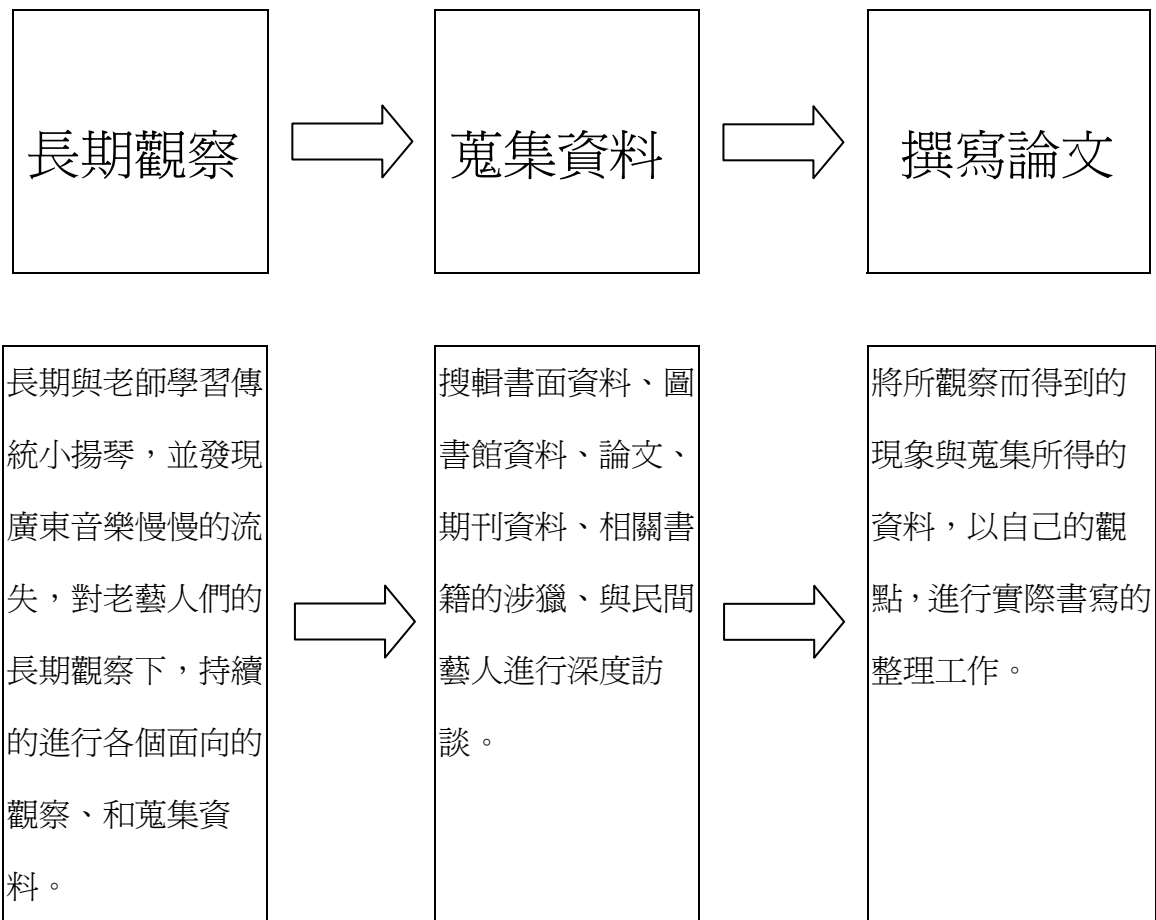 長期觀察
蒐集資料
撰寫論文
長期與老師學習傳
統小揚琴，並發現
廣東音樂慢慢的流
失，對老藝人們的
長期觀察下，持續
的進行各個面向的
觀察、和蒐集資
料。
搜輯書面資料、圖
書館資料、論文、
期刊資料、相關書
籍的涉獵、與民間
藝人進行深度訪
談。
將所觀察而得到的
現象與蒐集所得的
資料，以自己的觀
點，進行實際書寫的
整理工作。